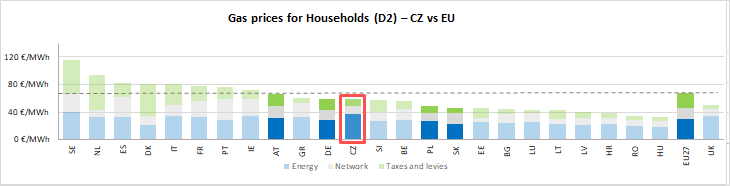 Gas prices for Households (D2) – CZ vs EU
120 €/MWh
80 €/MWh
40 €/MWh
0 €/MWh
SE NL ES DK IT FR PT IE AT GR DE CZ SI BE PL SK EE BG LU LT LV HR RO HU EU27 UK
Energy Network Taxes and levies